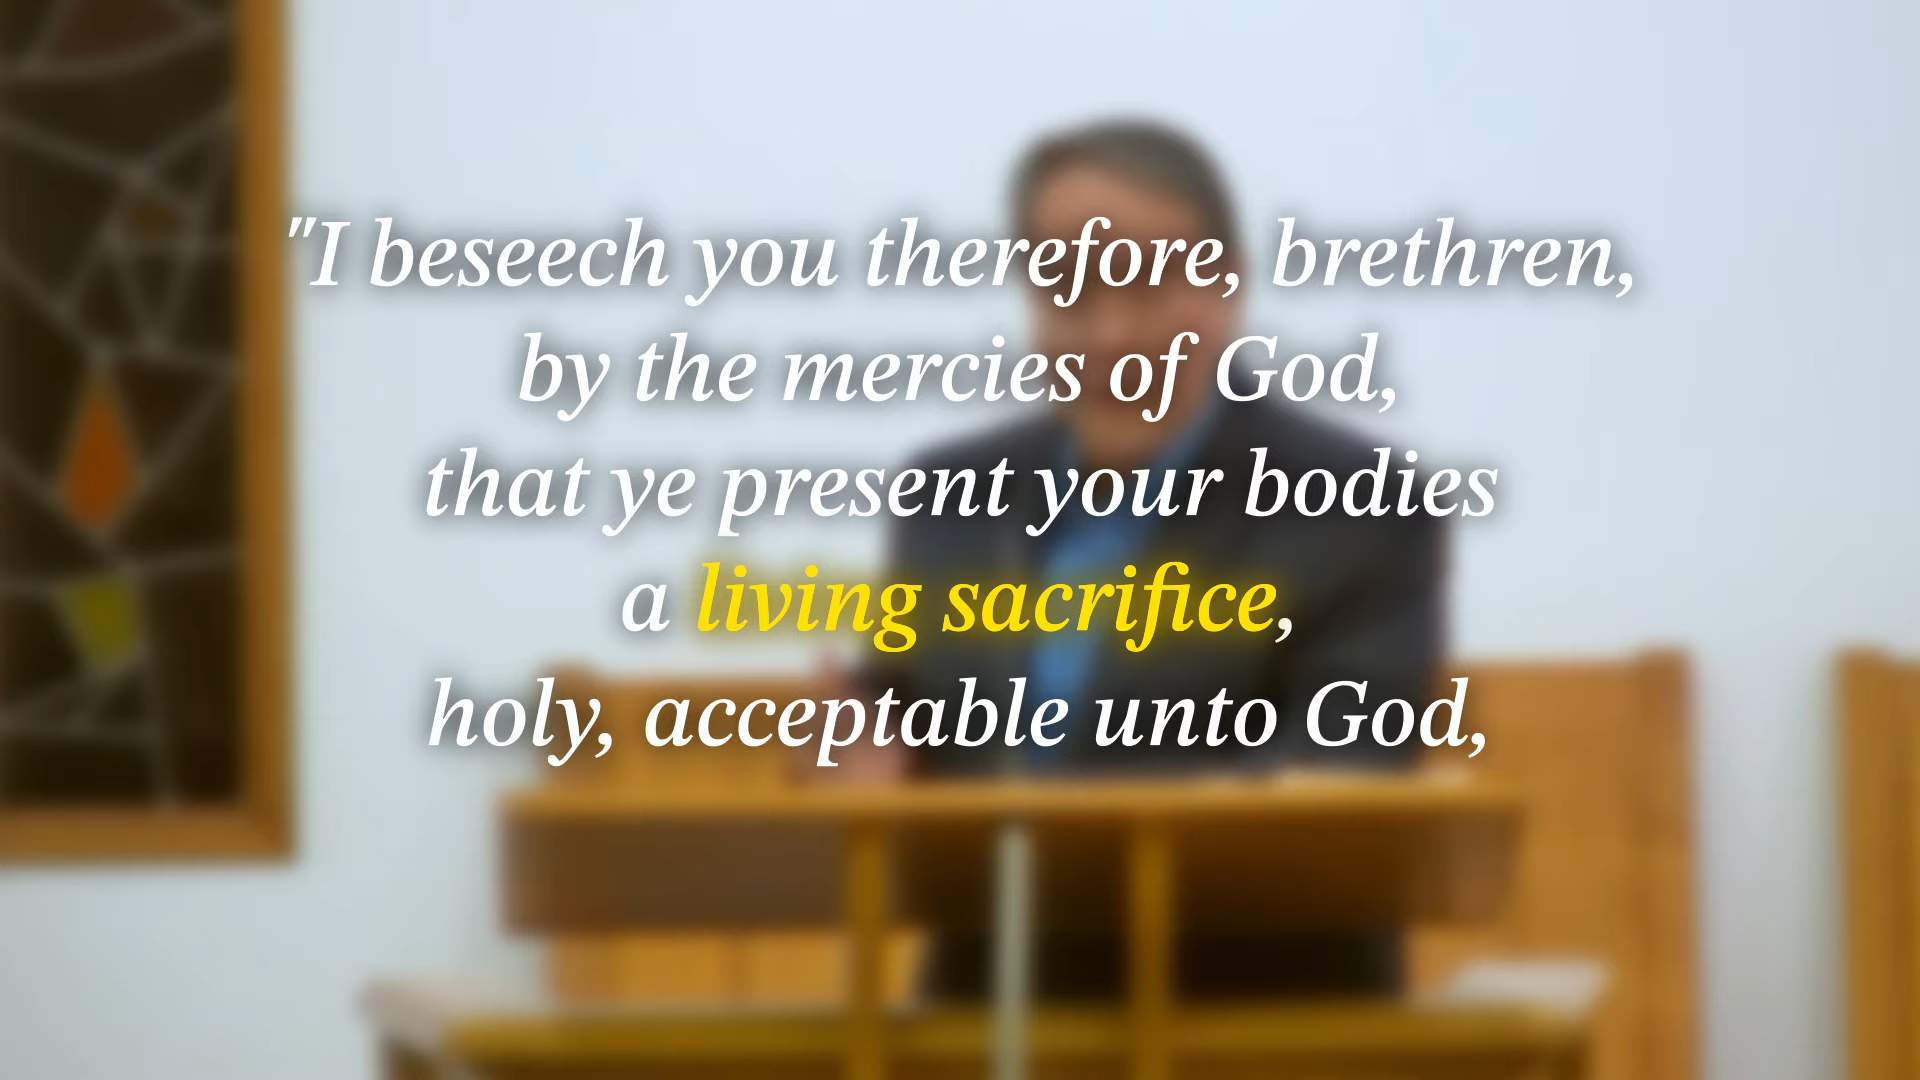 "I beseech you therefore, brethren,
by the mercies of God,
that ye present your bodies
a living sacrifice,
holy, acceptable unto God,